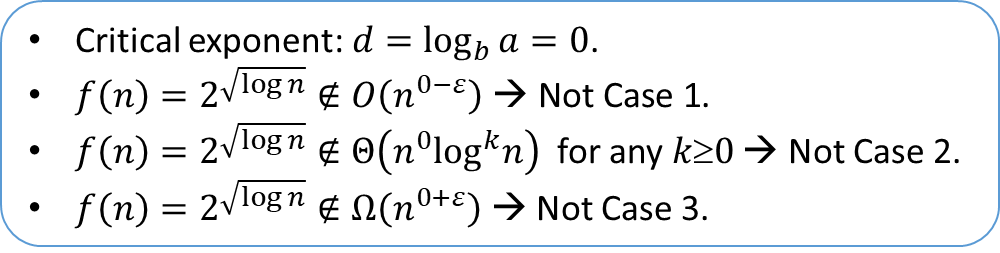 • Critical exponent: d = log_b a = 0.
• f(n) = 2^√(log n) ∉ O(n^(0−ε)) → Not Case 1.
• f(n) = 2^√(log n) ∉ Θ(n^0 log^k n) for any k≥0 → Not Case 2.
• f(n) = 2^√(log n) ∉ Ω(n^(0+ε)) → Not Case 3.